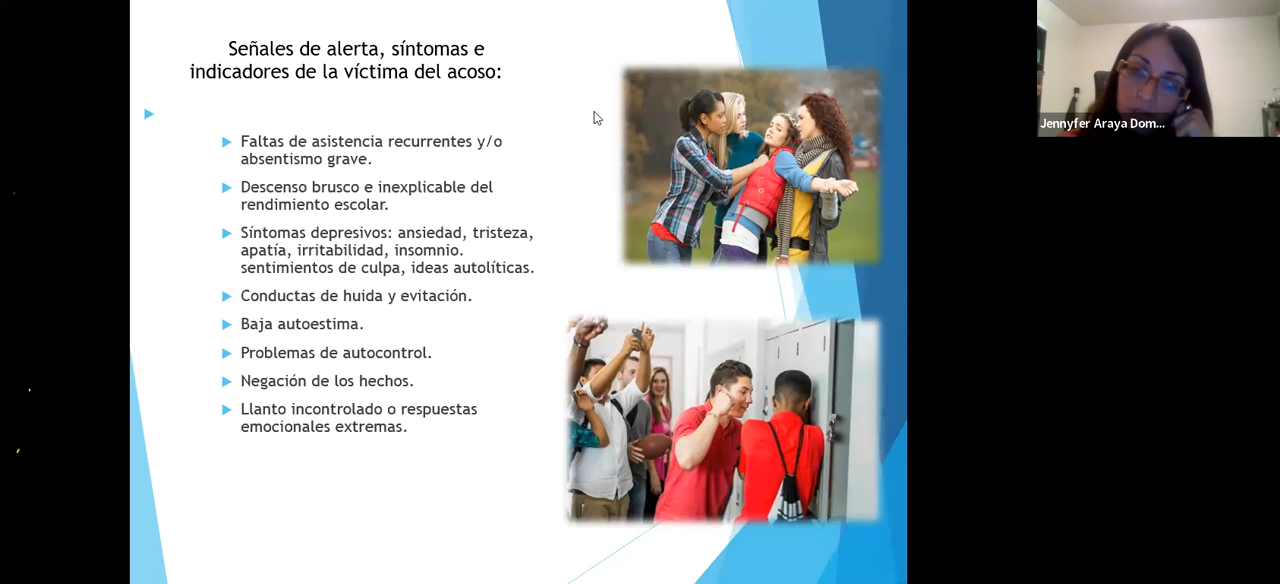 Señales de alerta, síntomas e
indicadores de la víctima del acoso:
Faltas de asistencia recurrentes y/o
absentismo grave.
Descenso brusco e inexplicable del
rendimiento escolar.
Síntomas depresivos: ansiedad, tristeza,
apatía, irritabilidad, insomnio.
sentimientos de culpa, ideas autolíticas.
Conductas de huida y evitación.
Baja autoestima.
Problemas de autocontrol.
Negación de los hechos.
Llanto incontrolado o respuestas
emocionales extremas.
Jennyfer Araya Dom...